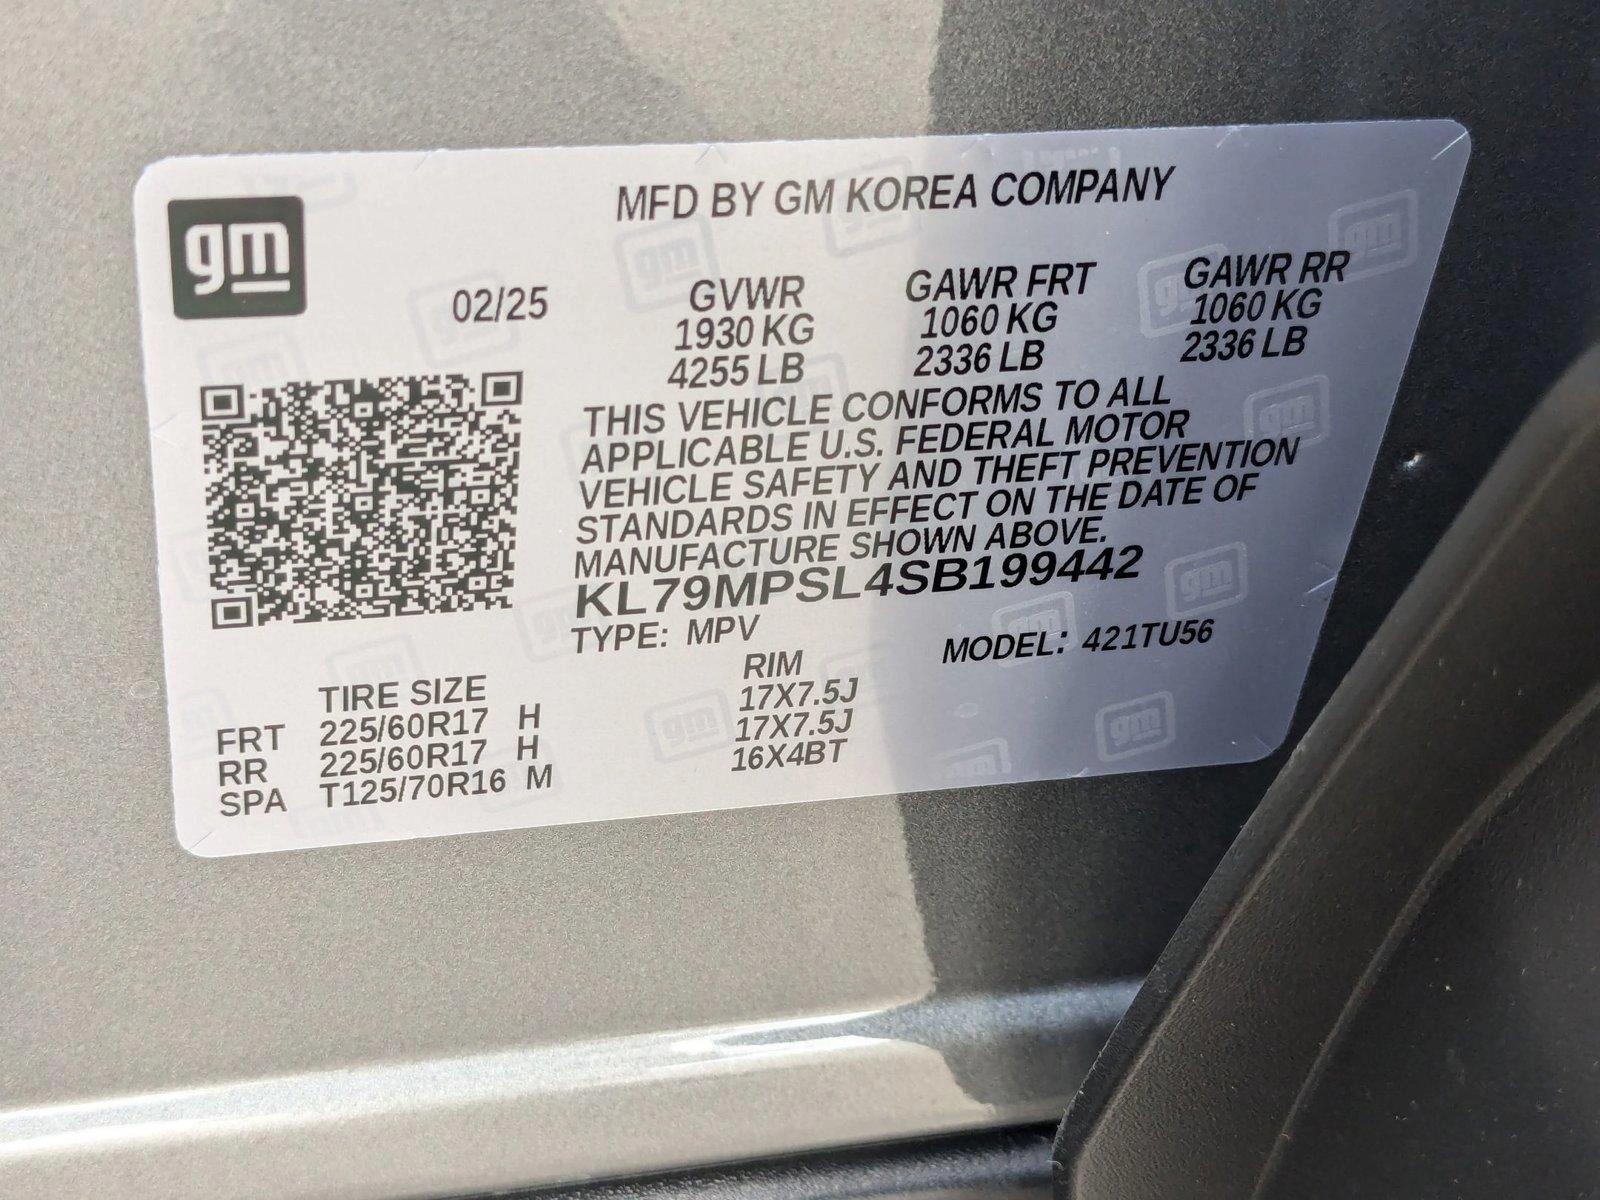 gm
MFD BY GM KOREA COMPANY
02/25
GVWR
1930 KG
4255 LB
GAWR FRT
1060 KG
2336 LB
GAWR RR
1060 KG
2336 LB
THIS VEHICLE CONFORMS TO ALL
APPLICABLE U.S. FEDERAL MOTOR
VEHICLE SAFETY AND THEFT PREVENTION
STANDARDS IN EFFECT ON THE DATE OF
MANUFACTURE SHOWN ABOVE.
KL79MPSL4SB199442
TYPE: MPV
MODEL: 421TU56
TIRE SIZE RIM
FRT 225/60R17 H 17X7.5J
RR 225/60R17 H 17X7.5J
SPA T125/70R16 M 16X4BT